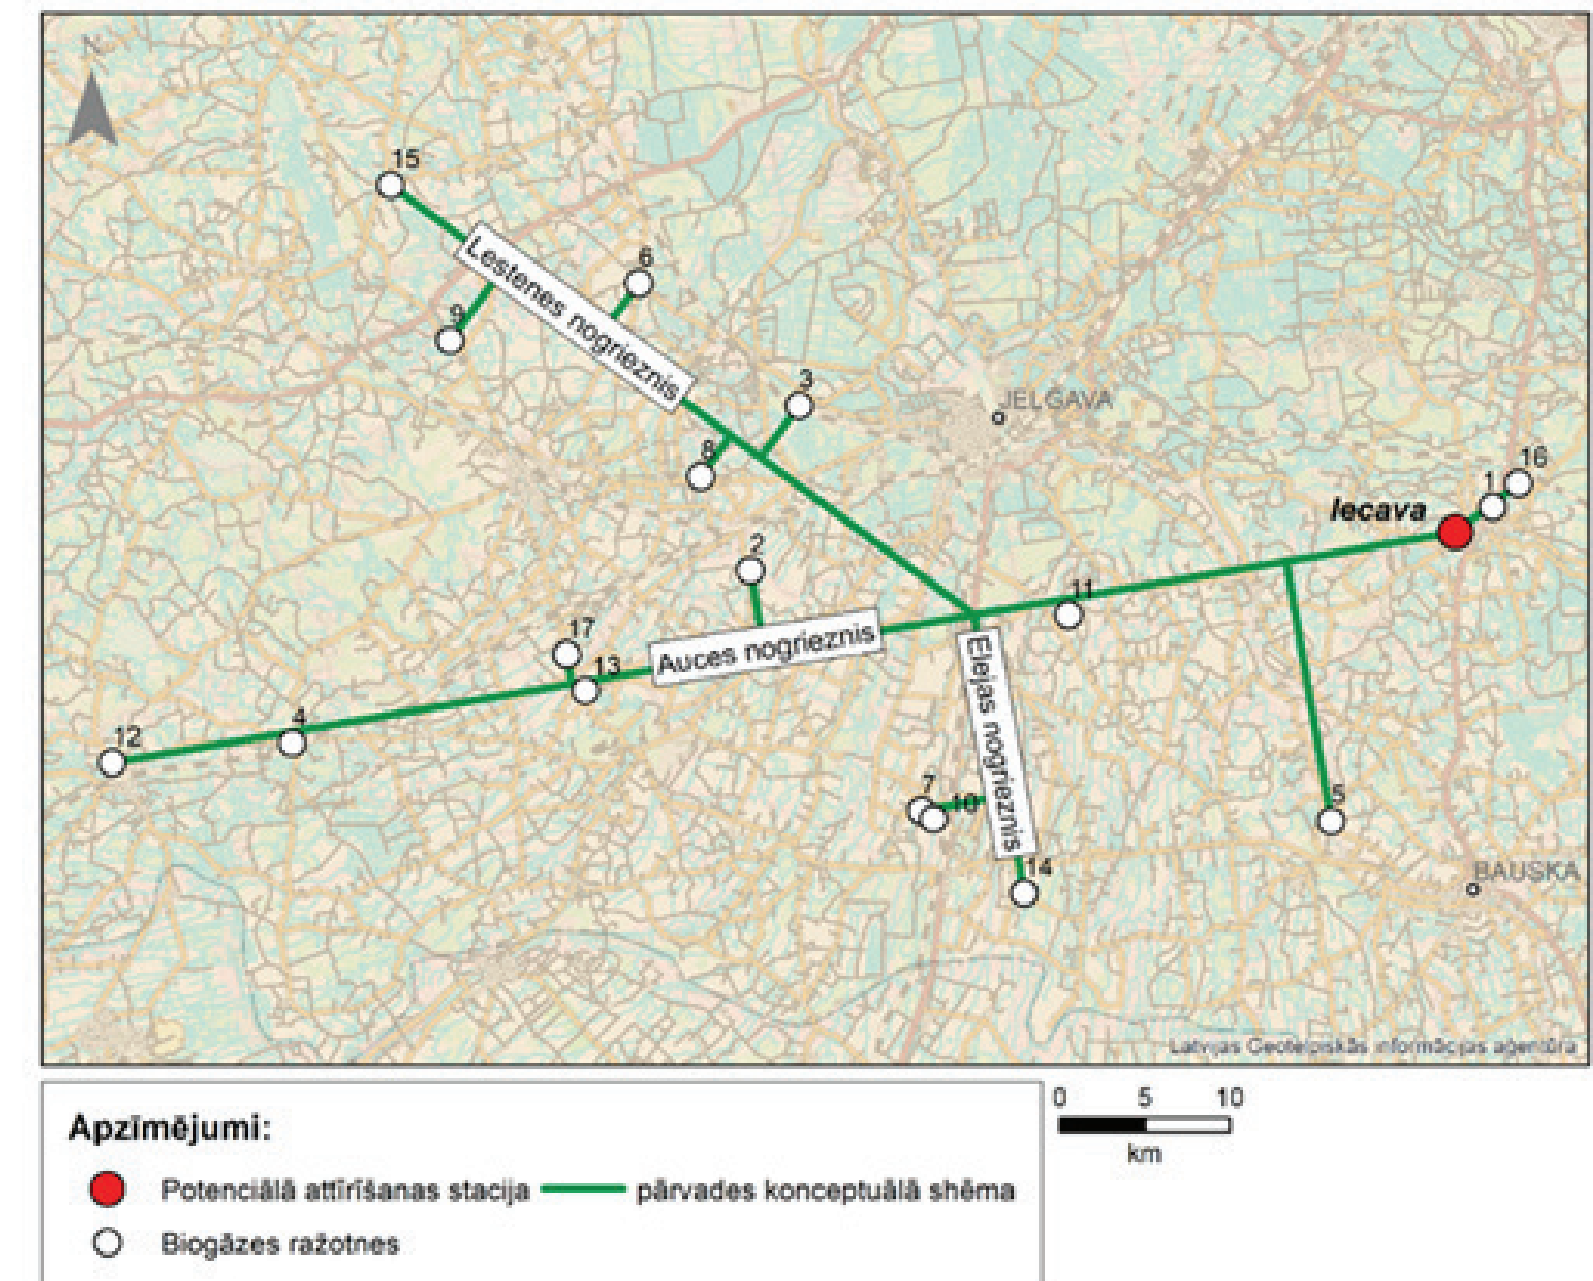 N
15
Lestenes nogrieznis
6
9
3
JELGAVA
8
16
1
Iecava
2
11
17
Auces nogrieznis
13
Elejas nogrieznis
4
12
7
10
5
14
BAUSKA
Latvijas Ģeotelpiskās informācijas aģentūra
0 5 10
km
Apzīmējumi:
Potenciālā attīrīšanas stacija
pārvades konceptuālā shēma
Biogāzes ražotnes